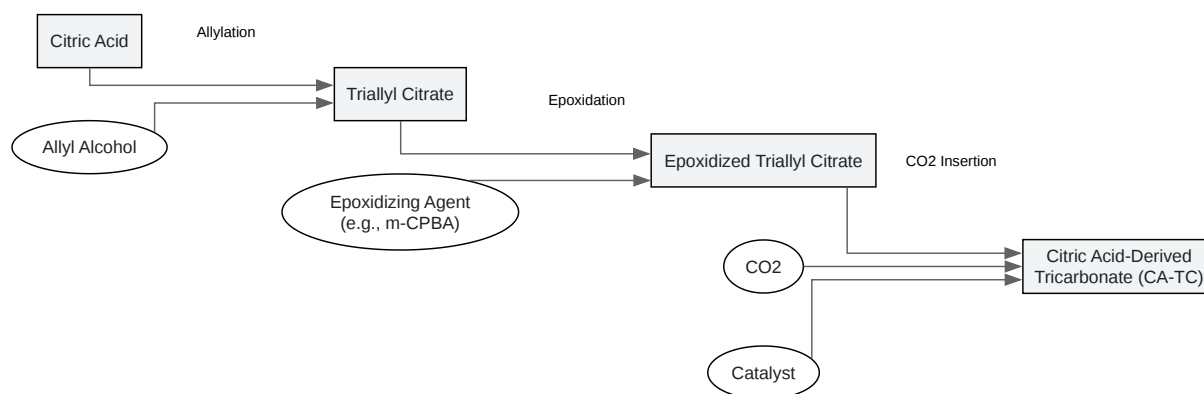 Citric Acid
Allylation
Allyl Alcohol
Triallyl Citrate
Epoxidation
Epoxidizing Agent
(e.g., m-CPBA)
Epoxidized Triallyl Citrate
CO2 Insertion
CO2
Catalyst
Citric Acid-Derived
Tricarbonate (CA-TC)